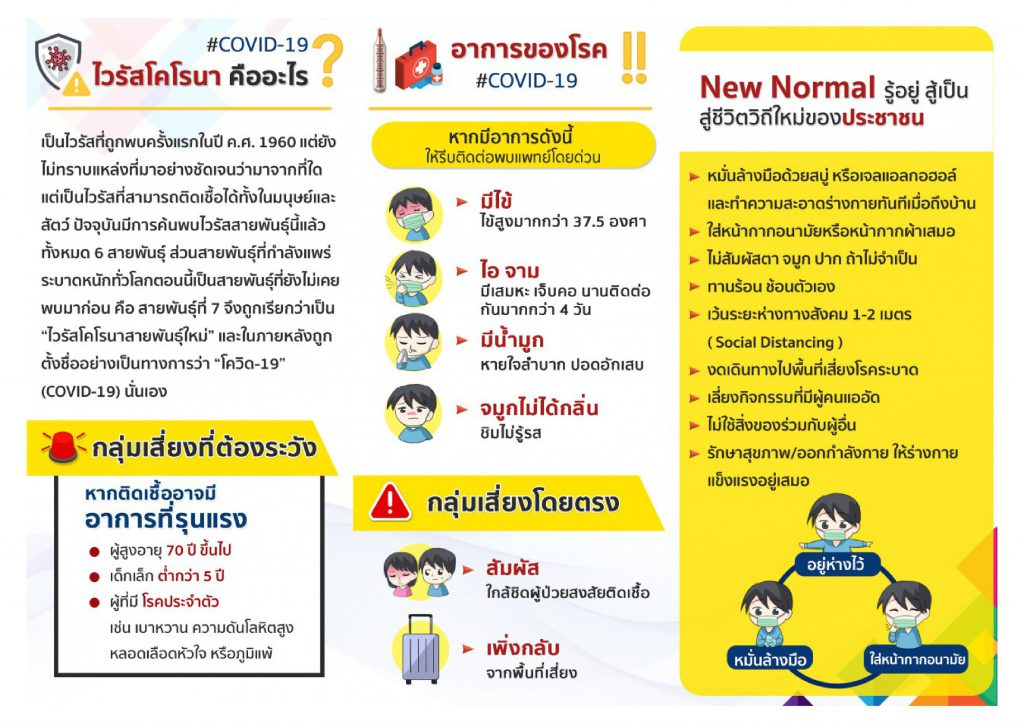 #COVID-19
ไวรัสโคโรนา คืออะไร ?
เป็นไวรัสที่ถูกพบครั้งแรกในปี ค.ศ. 1960 แต่ยัง
ไม่ทราบแหล่งที่มาอย่างชัดเจนว่ามาจากที่ใด
แต่เป็นไวรัสที่สามารถติดเชื้อได้ทั้งในมนุษย์และ
สัตว์ ปัจจุบันมีการค้นพบไวรัสสายพันธุ์นี้แล้ว
ทั้งหมด 6 สายพันธุ์ ส่วนสายพันธุ์ที่กำลังแพร่
ระบาดหนักทั่วโลกตอนนี้เป็นสายพันธุ์ที่ยังไม่เคย
พบมาก่อน คือ สายพันธุ์ที่ 7 จึงถูกเรียกว่าเป็น
“ไวรัสโคโรนาสายพันธุ์ใหม่” และในภายหลังถูก
ตั้งชื่ออย่างเป็นทางการว่า “โควิด-19”
(COVID-19) นั่นเอง
กลุ่มเสี่ยงที่ต้องระวัง
หากติดเชื้ออาจมี
อาการที่รุนแรง
ผู้สูงอายุ 70 ปี ขึ้นไป
เด็กเล็ก ต่ำกว่า 5 ปี
ผู้ที่มี โรคประจำตัว
เช่น เบาหวาน ความดันโลหิตสูง
หลอดเลือดหัวใจ หรือภูมิแพ้
อาการของโรค !!
#COVID-19
หากมีอาการดังนี้
ให้รีบติดต่อพบแพทย์โดยด่วน
มีไข้
ไข้สูงมากกว่า 37.5 องศา
ไอ จาม
มีเสมหะ เจ็บคอ นานติดต่อ
กันมากกว่า 4 วัน
มีน้ำมูก
หายใจลำบาก ปอดอักเสบ
จมูกไม่ได้กลิ่น
ชิมไม่รู้รส
กลุ่มเสี่ยงโดยตรง
สัมผัส
ใกล้ชิดผู้ป่วยสงสัยติดเชื้อ
เพิ่งกลับ
จากพื้นที่เสี่ยง
New Normal รู้อยู่ สู้เป็น
สู่ชีวิตวิถีใหม่ของประชาชน
หมั่นล้างมือด้วยสบู่ หรือเจลแอลกอฮอล์
และทำความสะอาดร่างกายทันทีเมื่อถึงบ้าน
ใส่หน้ากากอนามัยหรือหน้ากากผ้าเสมอ
ไม่สัมผัสตา จมูก ปาก ถ้าไม่จำเป็น
ทานร้อน ช้อนตัวเอง
เว้นระยะห่างทางสังคม 1-2 เมตร
( Social Distancing )
งดเดินทางไปพื้นที่เสี่ยงโรคระบาด
เลี่ยงกิจกรรมที่มีผู้คนแออัด
ไม่ใช้สิ่งของร่วมกับผู้อื่น
รักษาสุขภาพ/ออกกำลังกาย ให้ร่างกาย
แข็งแรงอยู่เสมอ
อยู่ห่างไว้
หมั่นล้างมือ
ใส่หน้ากากอนามัย